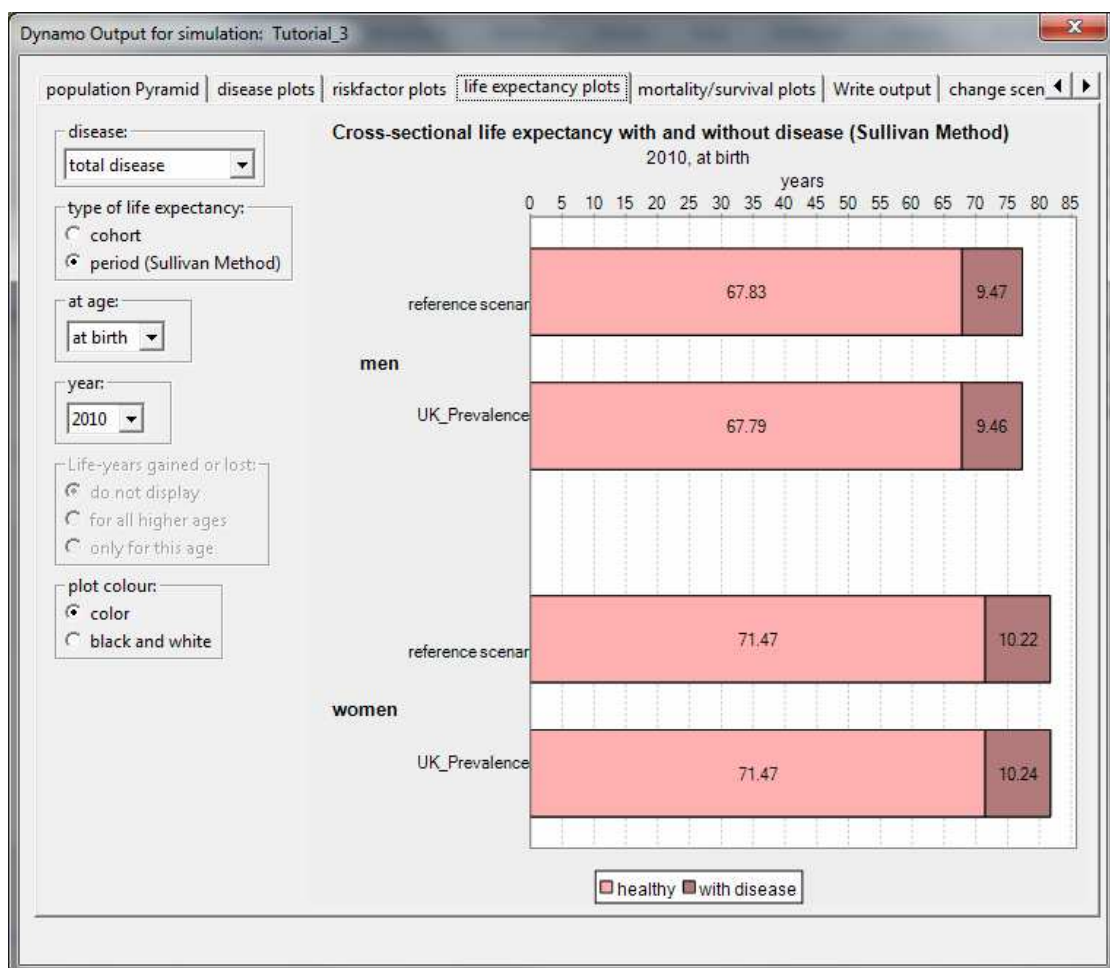 Dynamo Output for simulation: Tutorial_3
population Pyramid disease plots riskfactor plots life expectancy plots mortality/survival plots Write output change scen
disease:
total disease
type of life expectancy:
cohort
period (Sullivan Method)
at age:
at birth
year:
2010
Life-years gained or lost:
do not display
for all higher ages
only for this age
plot colour:
color
black and white
Cross-sectional life expectancy with and without disease (Sullivan Method)
2010, at birth
years
0 5 10 15 20 25 30 35 40 45 50 55 60 65 70 75 80 85
reference scenar 67.83 9.47
men
UK_Prevalence 67.79 9.46
reference scenar 71.47 10.22
women
UK_Prevalence 71.47 10.24
healthy with disease